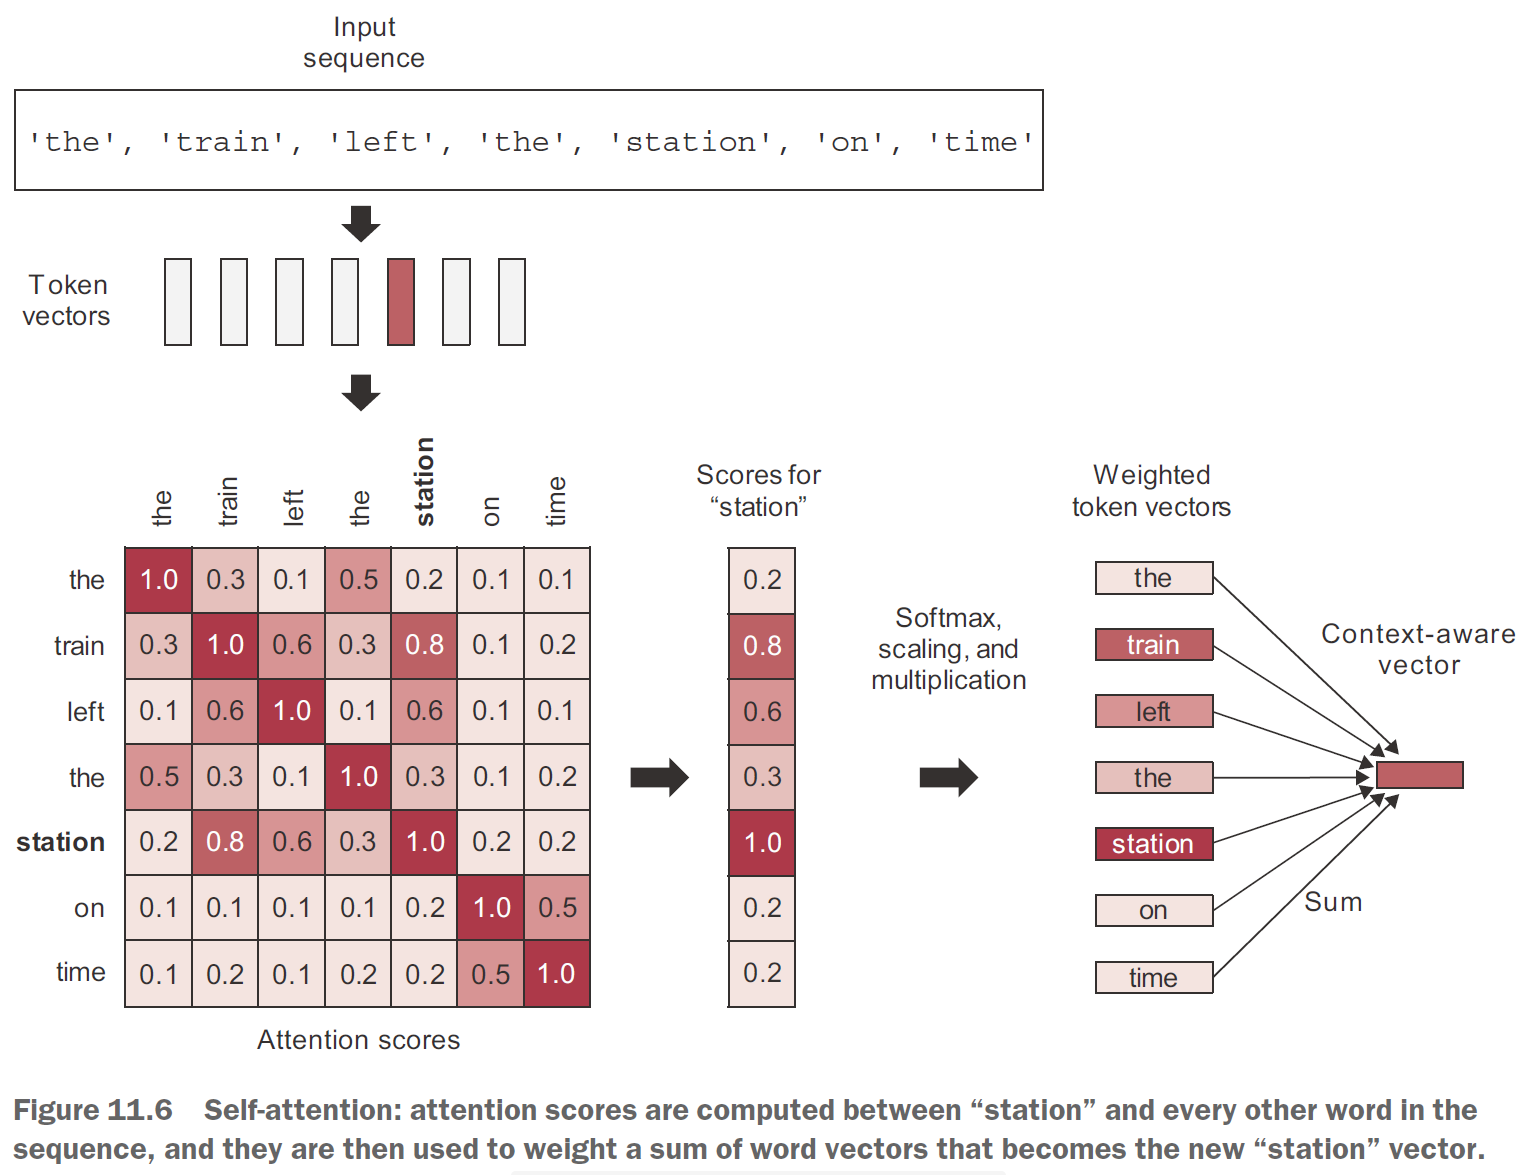 Input
sequence
'the', 'train', 'left', 'the', 'station', 'on', 'time'
Token
vectors
the train left the station on time
the 1.0 0.3 0.1 0.5 0.2 0.1 0.1
train 0.3 1.0 0.6 0.3 0.8 0.1 0.2
left 0.1 0.6 1.0 0.1 0.6 0.1 0.1
the 0.5 0.3 0.1 1.0 0.3 0.1 0.2
station 0.2 0.8 0.6 0.3 1.0 0.2 0.2
on 0.1 0.1 0.1 0.1 0.2 1.0 0.5
time 0.1 0.2 0.1 0.2 0.2 0.5 1.0
Attention scores
Scores for
“station”
0.2
0.8
0.6
0.3
1.0
0.2
0.2
Softmax,
scaling, and
multiplication
Weighted
token vectors
the
train
left
the
station
on
time
Sum
Context-aware
vector
Figure 11.6 Self-attention: attention scores are computed between “station” and every other word in the
sequence, and they are then used to weight a sum of word vectors that becomes the new “station” vector.